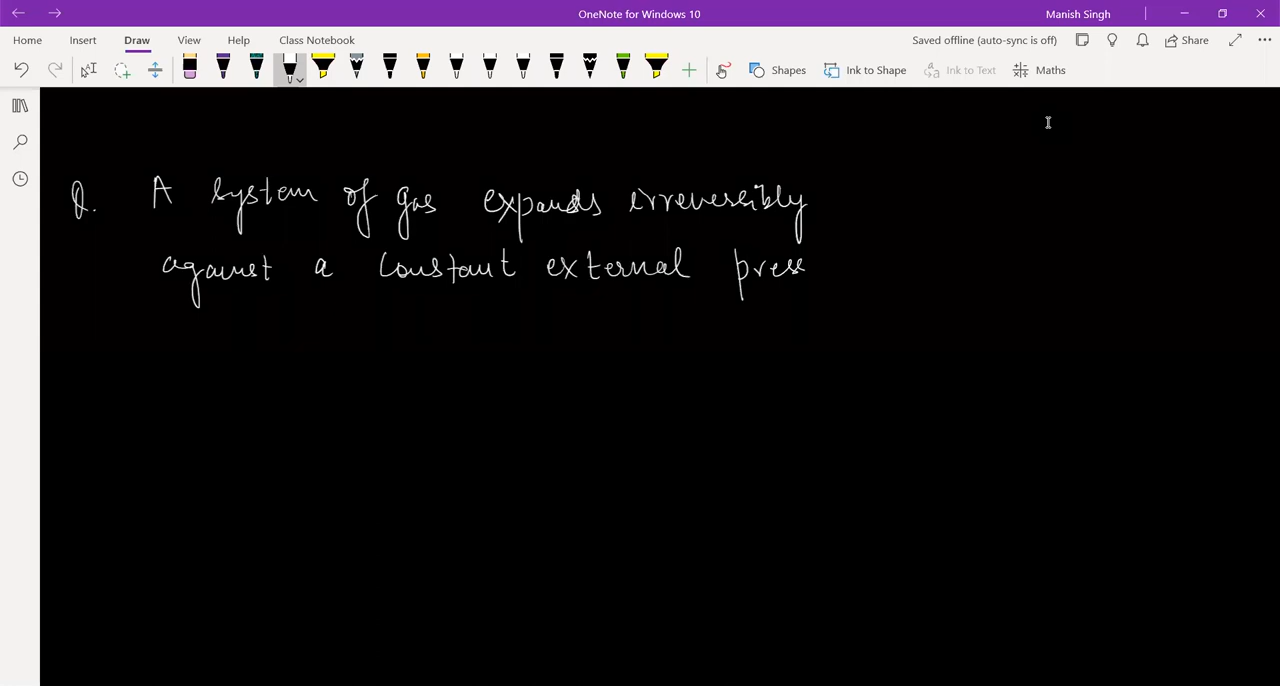 OneNote for Windows 10
Manish Singh
Home Insert Draw View Help Class Notebook
Saved offline (auto-sync is off) Share
Shapes Ink to Shape Ink to Text Maths
Q. A system of gas expands irreversibly
against a constant external press